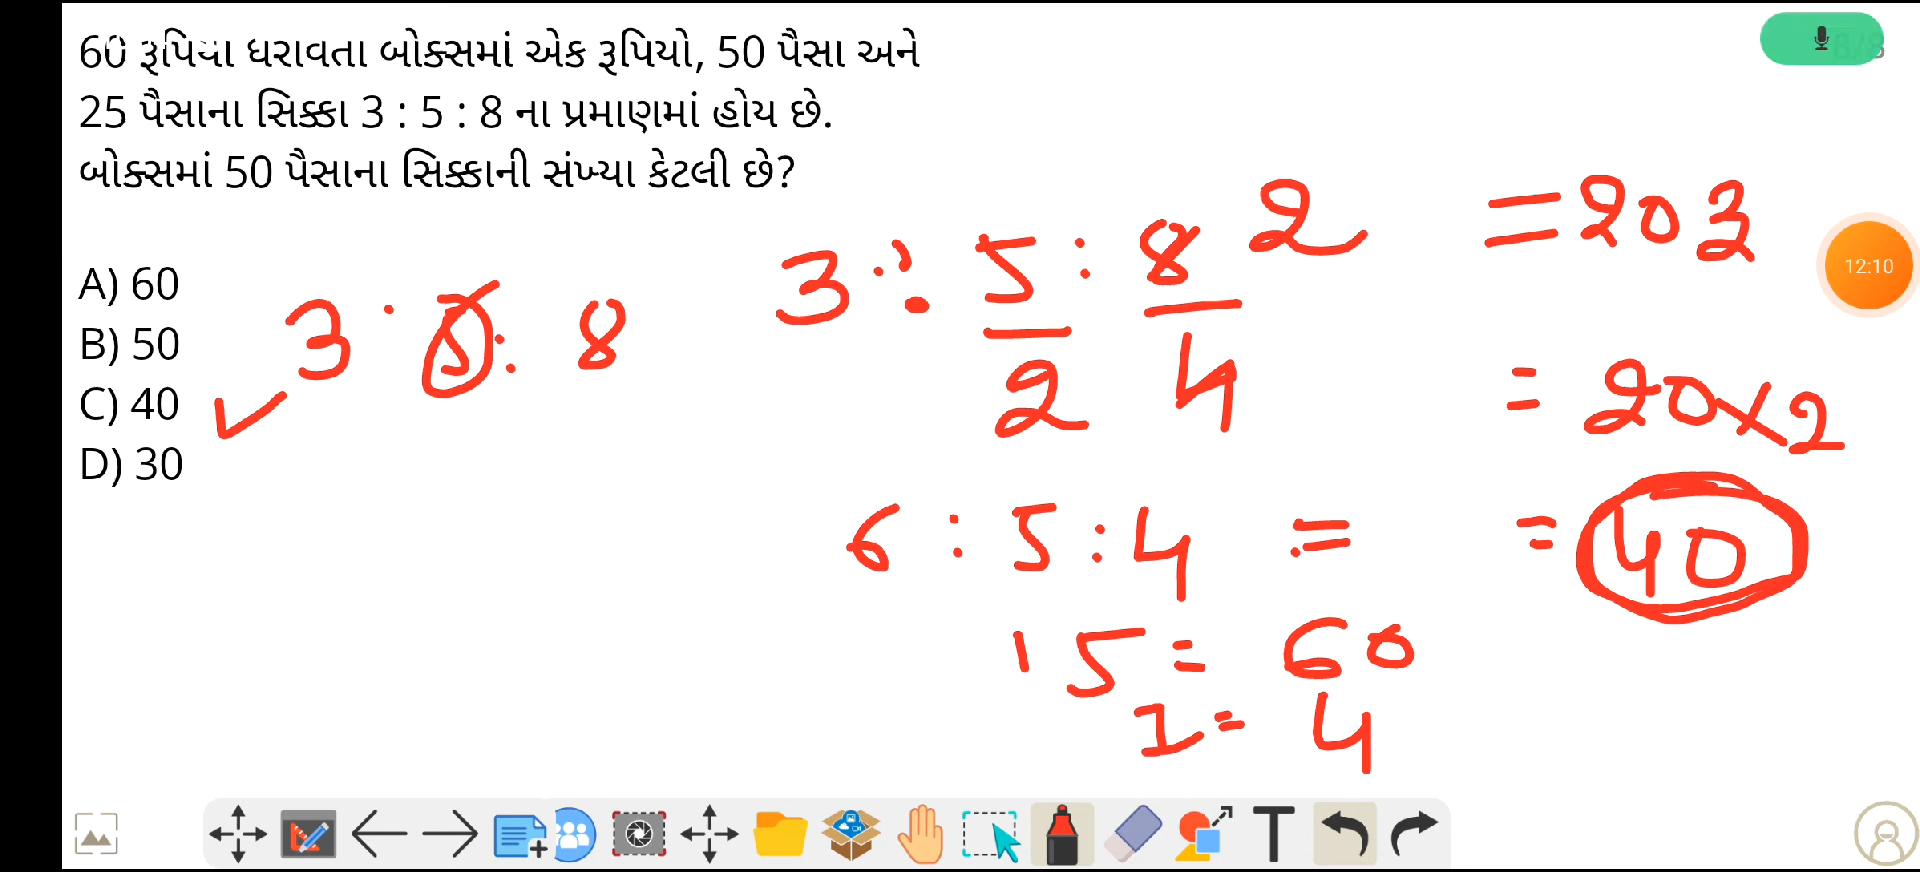 60 રૂપિયા ધરાવતા બોક્સમાં એક રૂપિયો, 50 પૈસા અને
25 પૈસાના સિક્કા 3 : 5 : 8 ના પ્રમાણમાં હોય છે.
બોક્સમાં 50 પૈસાના સિક્કાની સંખ્યા કેટલી છે?
A) 60
B) 50
C) 40
D) 30
3 : 5 : 8
3 : 5/2 : 8/4 2
6 : 5 : 4 =
15 = 60
1 = 4
= 20રૂ
= 20×2
= 40
12:10
T